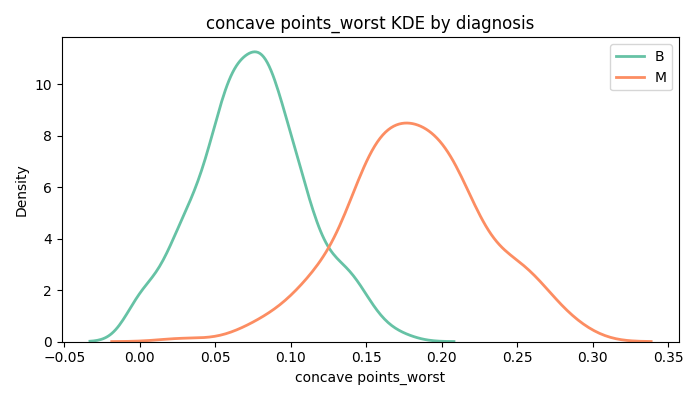 concave points_worst KDE by diagnosis
B
M
Density
10
8
6
4
2
0
−0.05 0.00 0.05 0.10 0.15 0.20 0.25 0.30 0.35
concave points_worst